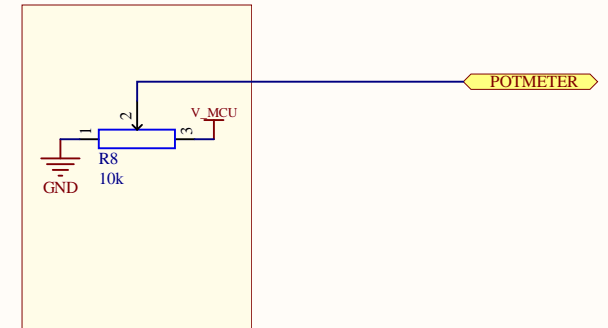 POTMETER
V_MCU
2
1
3
R8
10k
GND